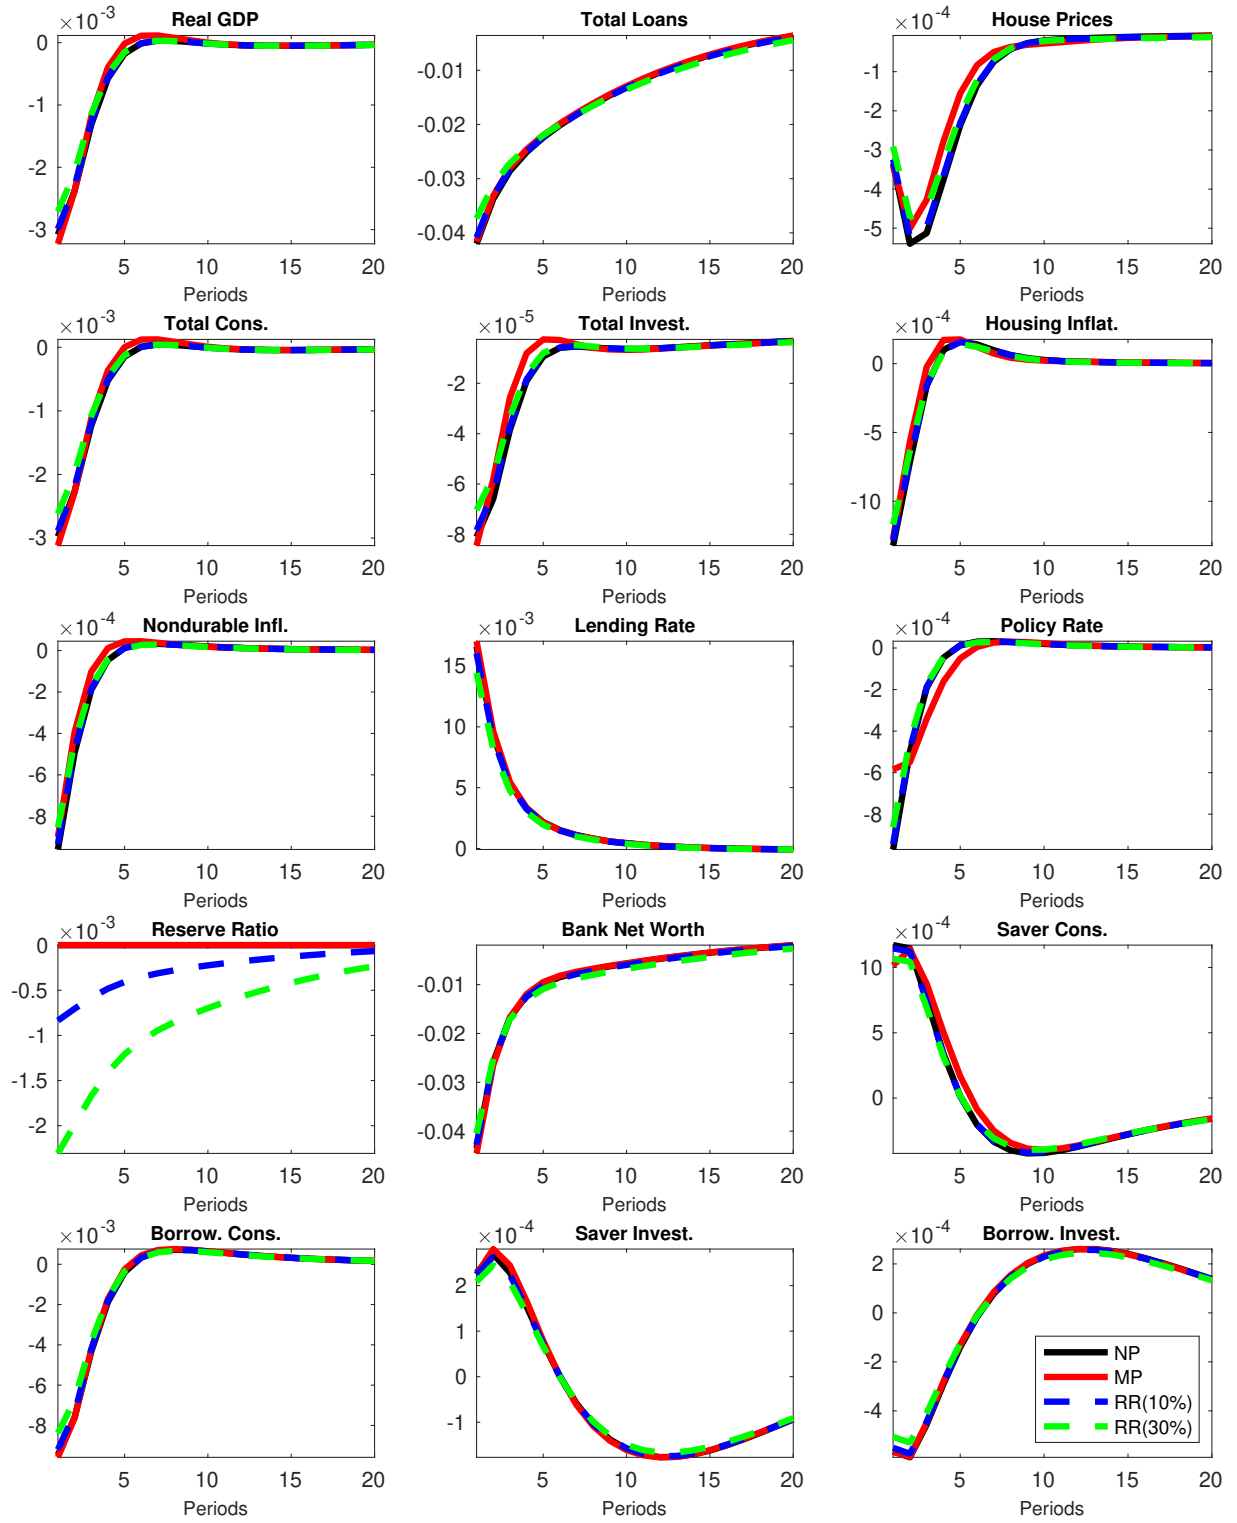 ×10-3 Real GDP
0
-1
-2
-3
5 10 15 20
Periods
Total Loans
-0.01
-0.02
-0.03
-0.04
5 10 15 20
Periods
×10-4 House Prices
-1
-2
-3
-4
-5
5 10 15 20
Periods
×10-3 Total Cons.
0
-1
-2
-3
5 10 15 20
Periods
×10-5 Total Invest.
-2
-4
-6
-8
5 10 15 20
Periods
×10-4 Housing Inflat.
0
-5
-10
5 10 15 20
Periods
×10-4 Nondurable Infl.
0
-2
-4
-6
-8
5 10 15 20
Periods
×10-3 Lending Rate
15
10
5
0
5 10 15 20
Periods
×10-4 Policy Rate
0
-2
-4
-6
-8
5 10 15 20
Periods
×10-3 Reserve Ratio
0
-0.5
-1
-1.5
-2
5 10 15 20
Periods
Bank Net Worth
-0.01
-0.02
-0.03
-0.04
5 10 15 20
Periods
×10-4 Saver Cons.
10
5
0
5 10 15 20
Periods
×10-3 Borrow. Cons.
0
-2
-4
-6
-8
5 10 15 20
Periods
×10-4 Saver Invest.
2
1
0
-1
5 10 15 20
Periods
×10-4 Borrow. Invest.
2
0
-2
-4
5 10 15 20
Periods
NP
MP
RR(10%)
RR(30%)